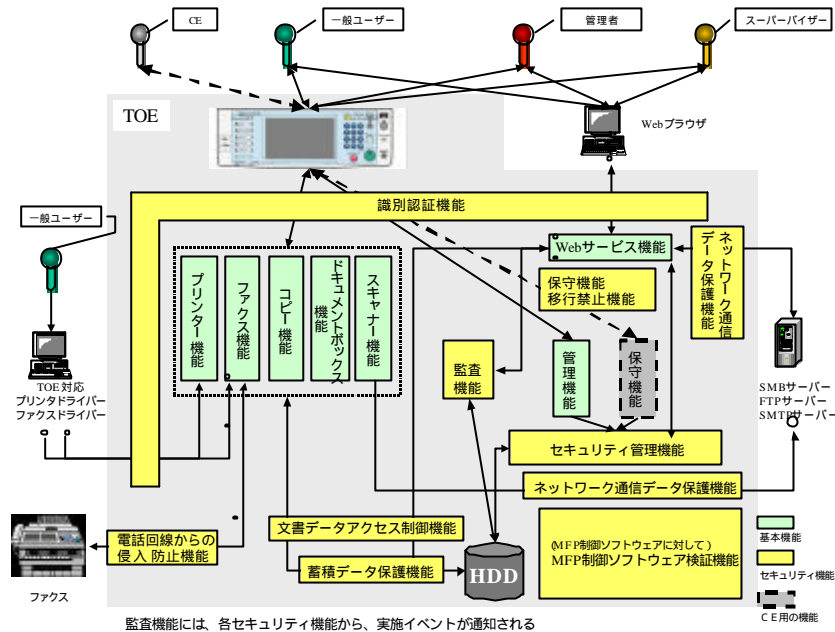 CE
一般ユーザー
管理者
スーパーバイザー
TOE
Webブラウザ
識別認証機能
一般ユーザー
Webサービス機能
ネットワーク通信
データ保護機能
プリンター機能
ファクス機能
コピー機能
ドキュメントボックス
機能
スキャナー機能
保守機能
移行禁止機能
監査
機能
管理機能
保守機能
TOE対応
プリンタドライバー
ファクスドライバー
SMBサーバー
FTPサーバー
SMTPサーバー
セキュリティ管理機能
ネットワーク通信データ保護機能
文書データアクセス制御機能
電話回線からの
侵入防止機能
蓄積データ保護機能
HDD
(MFP制御ソフトウェアに対して)
MFP制御ソフトウェア検証機能
基本機能
セキュリティ機能
CE用の機能
ファクス
監査機能には、各セキュリティ機能から、実施イベントが通知される